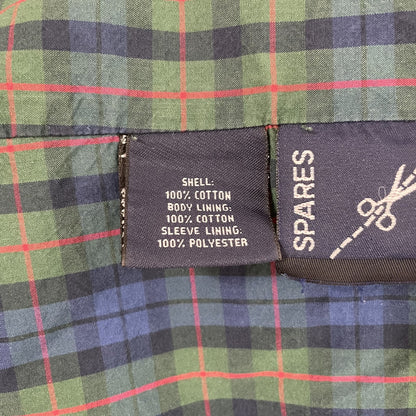 SHELL:
100% COTTON
BODY LINING:
100% COTTON
SLEEVE LINING:
100% POLYESTER
SPARES